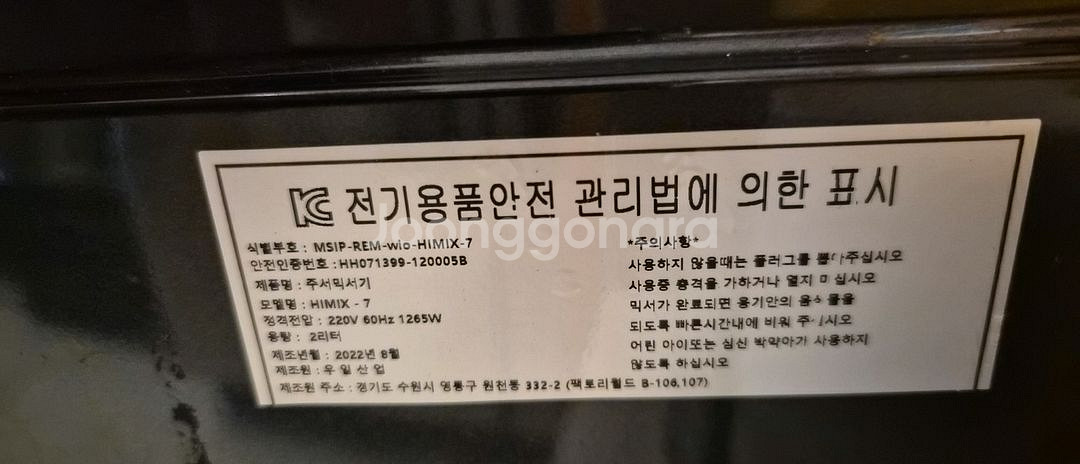 KC 전기용품안전 관리법에 의한 표시
Joonggonara
식별부호 : MSIP-REM-wio-HIMIX-7
안전인증번호 : HH071399-120005B
제품명 : 주서믹서기
모델명 : HIMIX - 7
정격전압 : 220V 60Hz 1265W
용량 : 2리터
제조년월 : 2022년 8월
제조원 : 우일산업
제조원 주소 : 경기도 수원시 영통구 원천동 332-2 (팩토리월드 B-106,107)
*주의사항*
사용하지 않을때는 플러그를 뽑아주십시오
사용중 충격을 가하거나 열지 마십시오
믹서가 완료되면 용기안의 음식물을
되도록 빠른시간내에 비워 주십시오
어린 아이또는 심신 박약아가 사용하지
않도록 하십시오